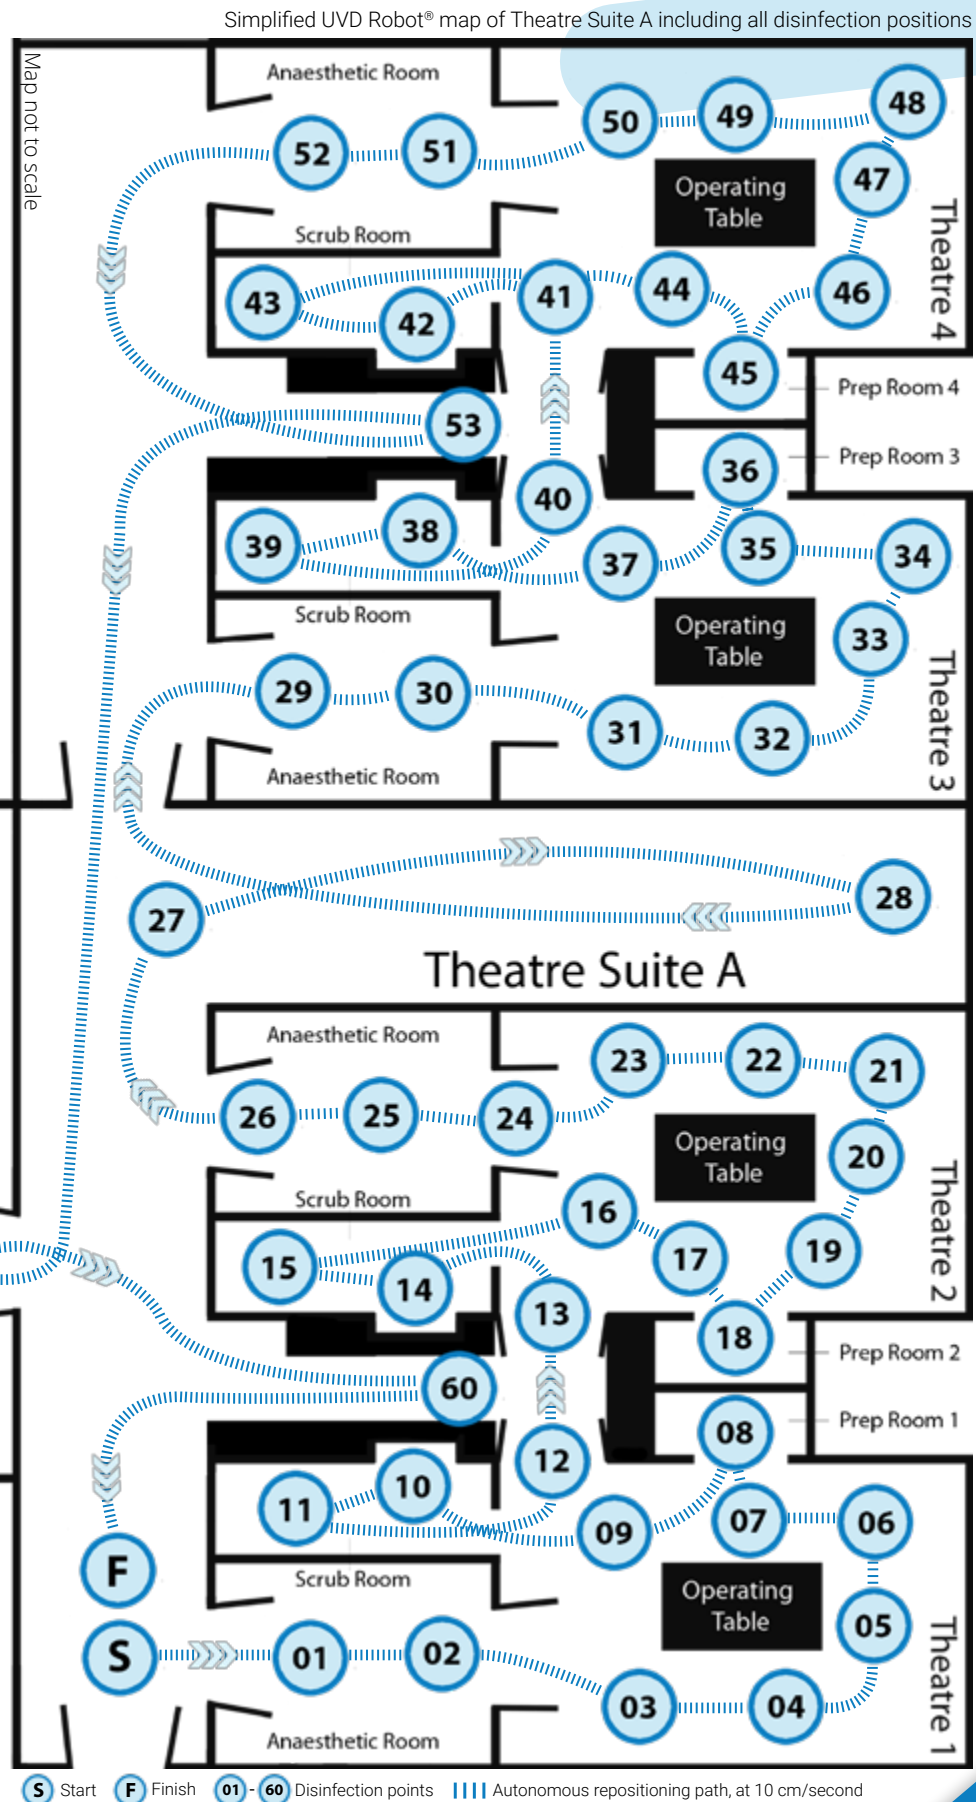 Simplified UVD Robot® map of Theatre Suite A including all disinfection positions
Map not to scale
Anaesthetic Room
52
51
50
49
48
47
Operating
Table
Theatre 4
Scrub Room
43
42
41
44
46
45
Prep Room 4
53
Prep Room 3
36
40
39
38
37
35
34
Scrub Room
Operating
Table
33
Theatre 3
29
30
31
32
Anaesthetic Room
27
28
Theatre Suite A
Anaesthetic Room
23
22
21
26
25
24
Operating
Table
20
Theatre 2
Scrub Room
16
15
14
17
19
13
18
Prep Room 2
60
Prep Room 1
08
12
11
10
09
07
06
F
Scrub Room
Operating
Table
05
Theatre 1
S
01
02
03
04
Anaesthetic Room
S Start F Finish 01 - 60 Disinfection points Autonomous repositioning path, at 10 cm/second